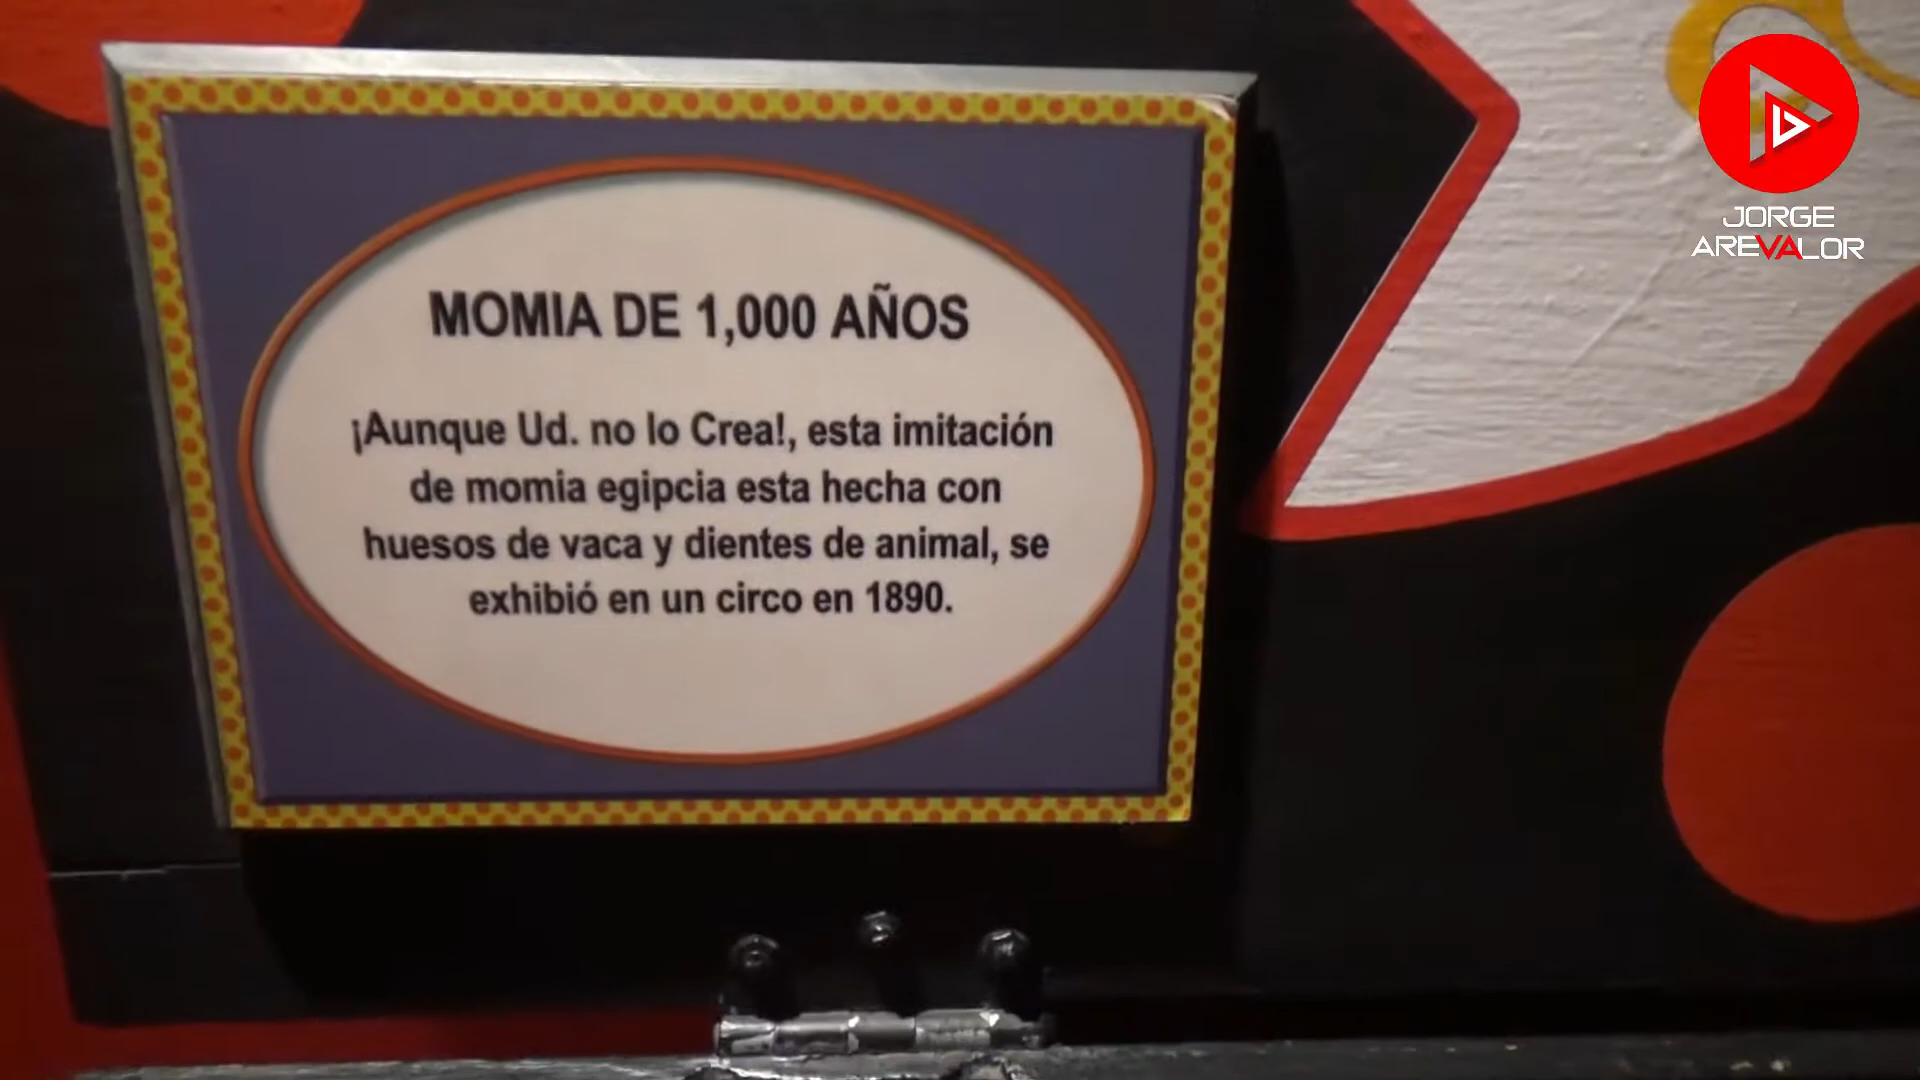 MOMIA DE 1,000 AÑOS
¡Aunque Ud. no lo Crea!, esta imitación
de momia egipcia esta hecha con
huesos de vaca y dientes de animal, se
exhibió en un circo en 1890.
JORGE
AREVALOR